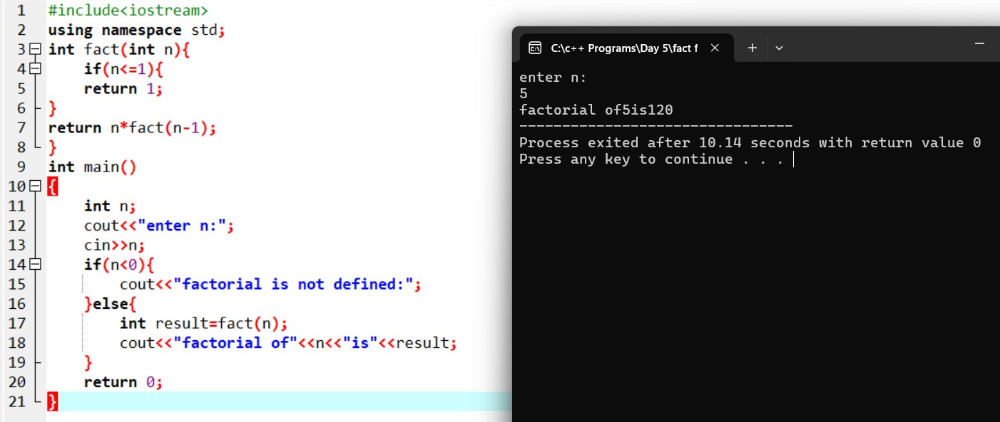 1 #include<iostream>
2 using namespace std;
3 int fact(int n){
4 if(n<=1){
5 return 1;
6 }
7 return n*fact(n-1);
8 }
9 int main()
10 {
11 int n;
12 cout<<"enter n:";
13 cin>>n;
14 if(n<0){
15 cout<<"factorial is not defined:";
16 }else{
17 int result=fact(n);
18 cout<<"factorial of"<<n<<"is"<<result;
19 }
20 return 0;
21 }
C:\c++ Programs\Day 5\fact f
enter n:
5
factorial of5is120
--------------------------------
Process exited after 10.14 seconds with return value 0
Press any key to continue . . .